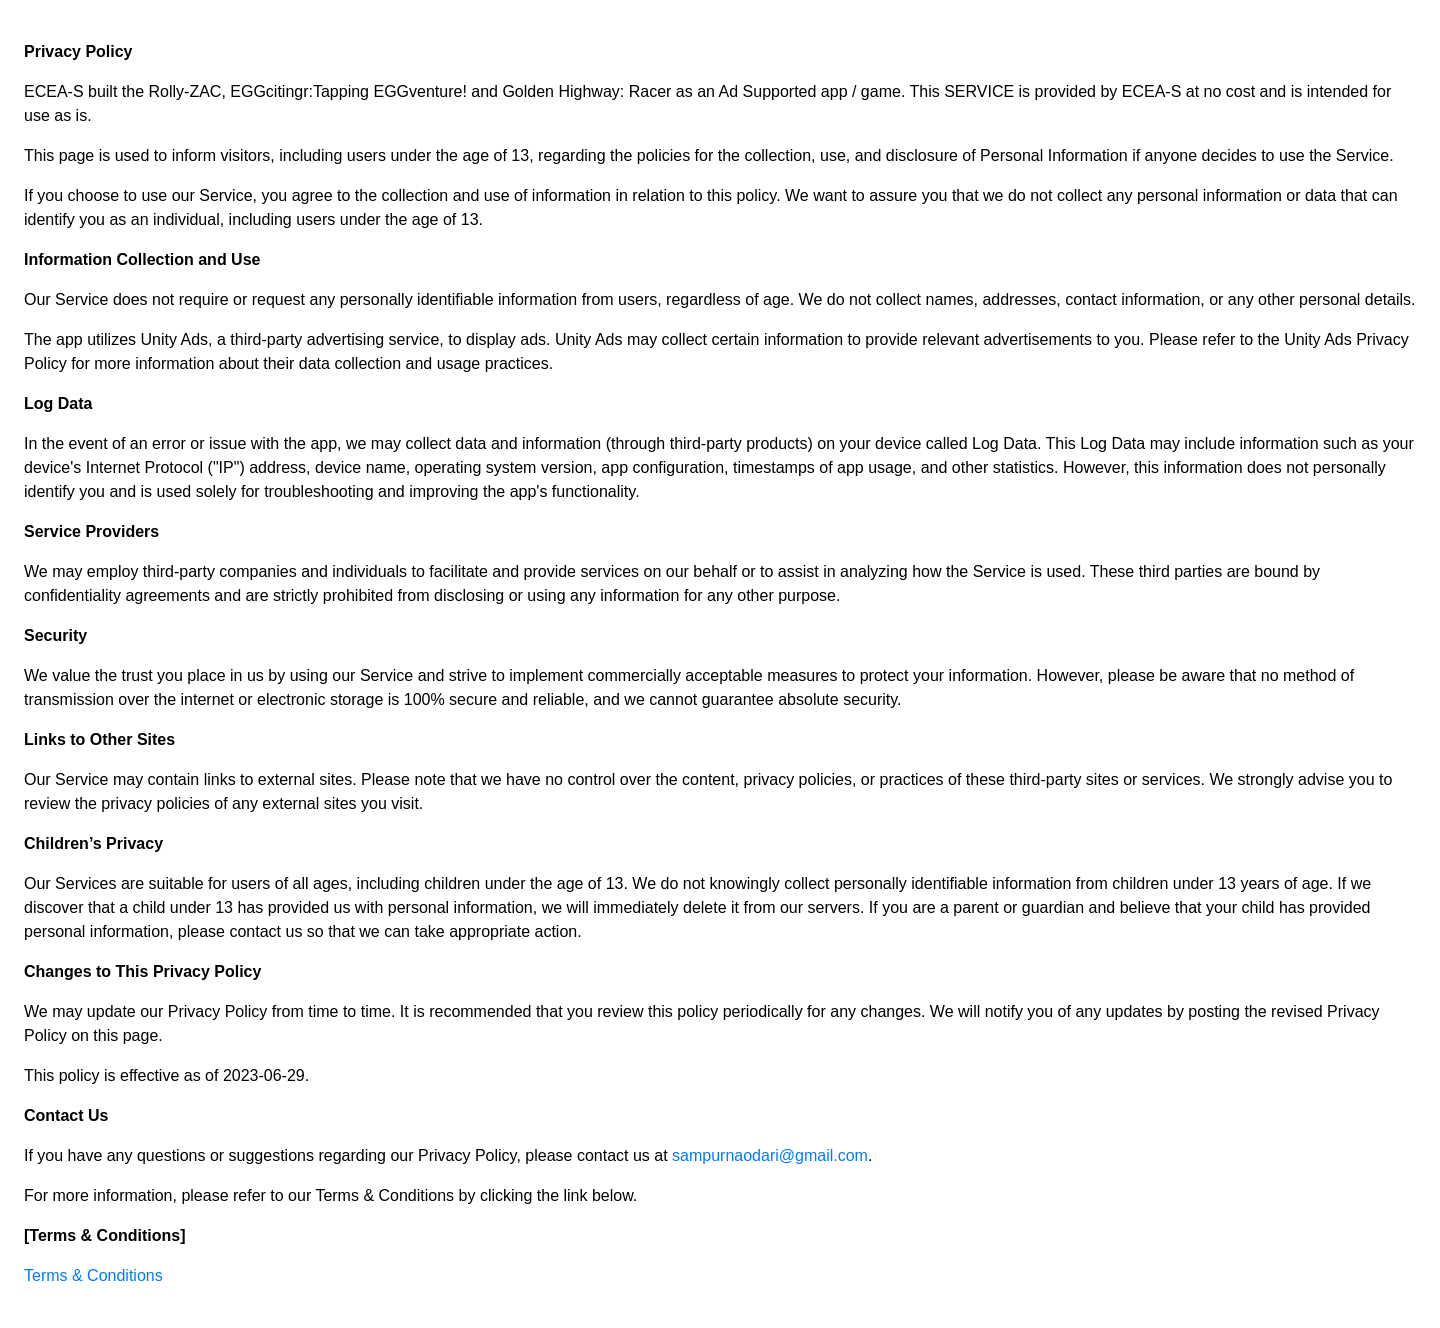 Privacy Policy
ECEA-S built the Rolly-ZAC, EGGcitingr:Tapping EGGventure! and Golden Highway: Racer as an Ad Supported app / game. This SERVICE is provided by ECEA-S at no cost and is intended for
use as is.
This page is used to inform visitors, including users under the age of 13, regarding the policies for the collection, use, and disclosure of Personal Information if anyone decides to use the Service.
If you choose to use our Service, you agree to the collection and use of information in relation to this policy. We want to assure you that we do not collect any personal information or data that can
identify you as an individual, including users under the age of 13.
Information Collection and Use
Our Service does not require or request any personally identifiable information from users, regardless of age. We do not collect names, addresses, contact information, or any other personal details.
The app utilizes Unity Ads, a third-party advertising service, to display ads. Unity Ads may collect certain information to provide relevant advertisements to you. Please refer to the Unity Ads Privacy
Policy for more information about their data collection and usage practices.
Log Data
In the event of an error or issue with the app, we may collect data and information (through third-party products) on your device called Log Data. This Log Data may include information such as your
device's Internet Protocol ("IP") address, device name, operating system version, app configuration, timestamps of app usage, and other statistics. However, this information does not personally
identify you and is used solely for troubleshooting and improving the app's functionality.
Service Providers
We may employ third-party companies and individuals to facilitate and provide services on our behalf or to assist in analyzing how the Service is used. These third parties are bound by
confidentiality agreements and are strictly prohibited from disclosing or using any information for any other purpose.
Security
We value the trust you place in us by using our Service and strive to implement commercially acceptable measures to protect your information. However, please be aware that no method of
transmission over the internet or electronic storage is 100% secure and reliable, and we cannot guarantee absolute security.
Links to Other Sites
Our Service may contain links to external sites. Please note that we have no control over the content, privacy policies, or practices of these third-party sites or services. We strongly advise you to
review the privacy policies of any external sites you visit.
Children’s Privacy
Our Services are suitable for users of all ages, including children under the age of 13. We do not knowingly collect personally identifiable information from children under 13 years of age. If we
discover that a child under 13 has provided us with personal information, we will immediately delete it from our servers. If you are a parent or guardian and believe that your child has provided
personal information, please contact us so that we can take appropriate action.
Changes to This Privacy Policy
We may update our Privacy Policy from time to time. It is recommended that you review this policy periodically for any changes. We will notify you of any updates by posting the revised Privacy
Policy on this page.
This policy is effective as of 2023-06-29.
Contact Us
If you have any questions or suggestions regarding our Privacy Policy, please contact us at sampurnaodari@gmail.com.
For more information, please refer to our Terms & Conditions by clicking the link below.
[Terms & Conditions]
Terms & Conditions